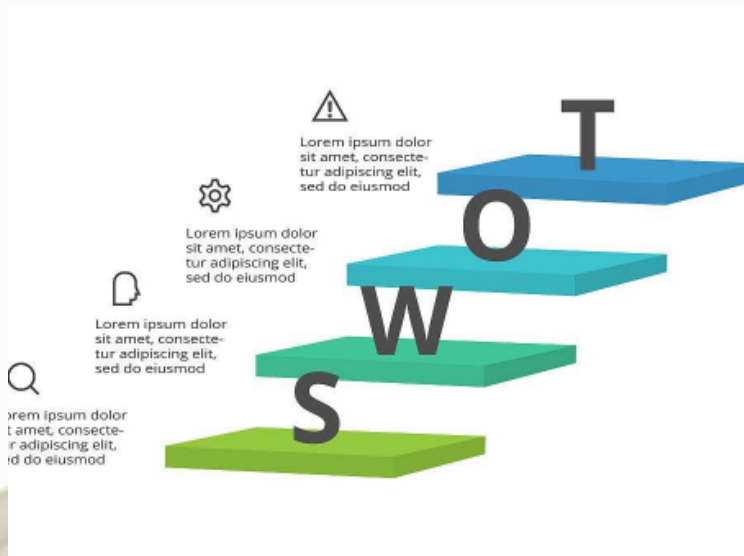 T
Lorem ipsum dolor
sit amet, consecte-
tur adipiscing elit,
sed do eiusmod
O
Lorem ipsum dolor
sit amet, consecte-
tur adipiscing elit,
sed do eiusmod
W
Lorem ipsum dolor
sit amet, consecte-
tur adipiscing elit,
sed do eiusmod
S
orem ipsum dolor
t amet, consecte-
r adipiscing elit,
ed do eiusmod